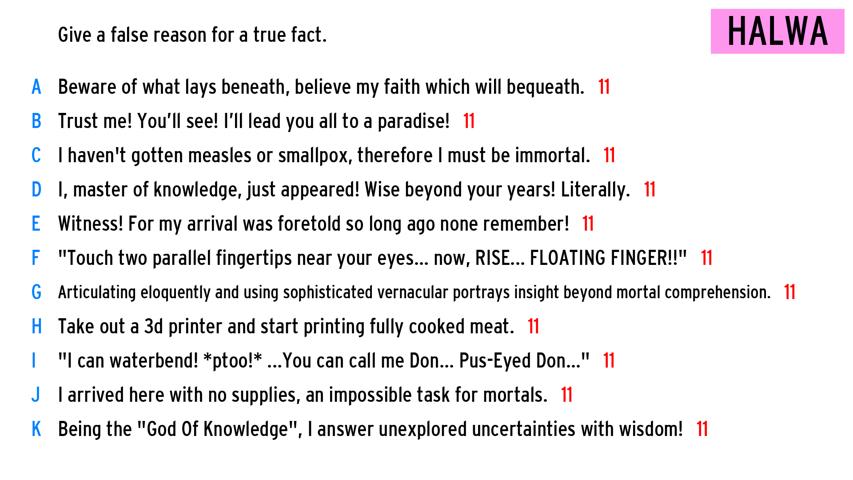 Give a false reason for a true fact.
HALWA
A Beware of what lays beneath, believe my faith which will bequeath. 11
B Trust me! You'll see! I'll lead you all to a paradise! 11
C I haven't gotten measles or smallpox, therefore I must be immortal. 11
D I, master of knowledge, just appeared! Wise beyond your years! Literally. 11
E Witness! For my arrival was foretold so long ago none remember! 11
F "Touch two parallel fingertips near your eyes... now, RISE... FLOATING FINGER!!" 11
G Articulating eloquently and using sophisticated vernacular portrays insight beyond mortal comprehension. 11
H Take out a 3d printer and start printing fully cooked meat. 11
I "I can waterbend! *ptoo!* ...You can call me Don... Pus-Eyed Don..." 11
J I arrived here with no supplies, an impossible task for mortals. 11
K Being the "God Of Knowledge", I answer unexplored uncertainties with wisdom! 11